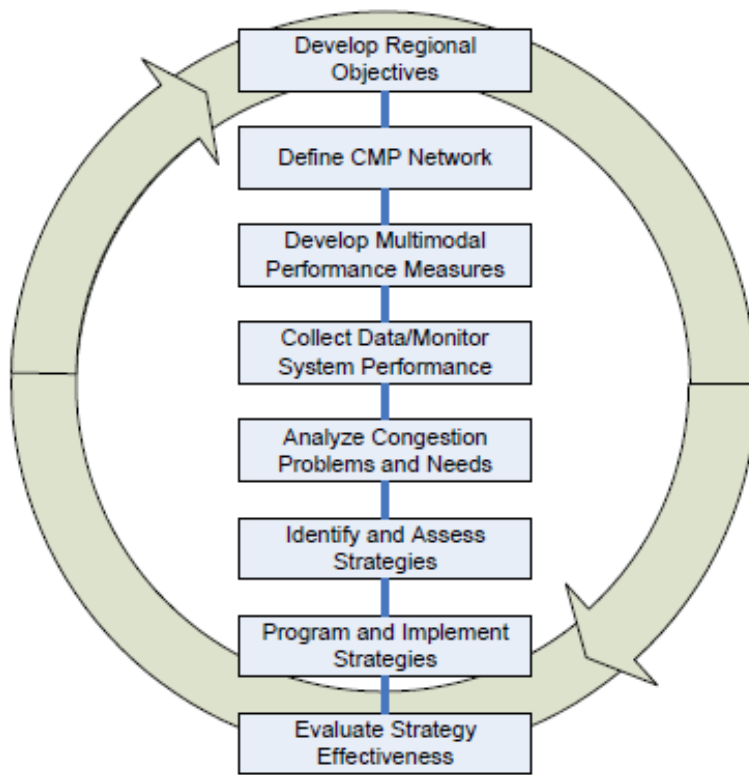 Develop Regional
Objectives
Define CMP Network
Develop Multimodal
Performance Measures
Collect Data/Monitor
System Performance
Analyze Congestion
Problems and Needs
Identify and Assess
Strategies
Program and Implement
Strategies
Evaluate Strategy
Effectiveness